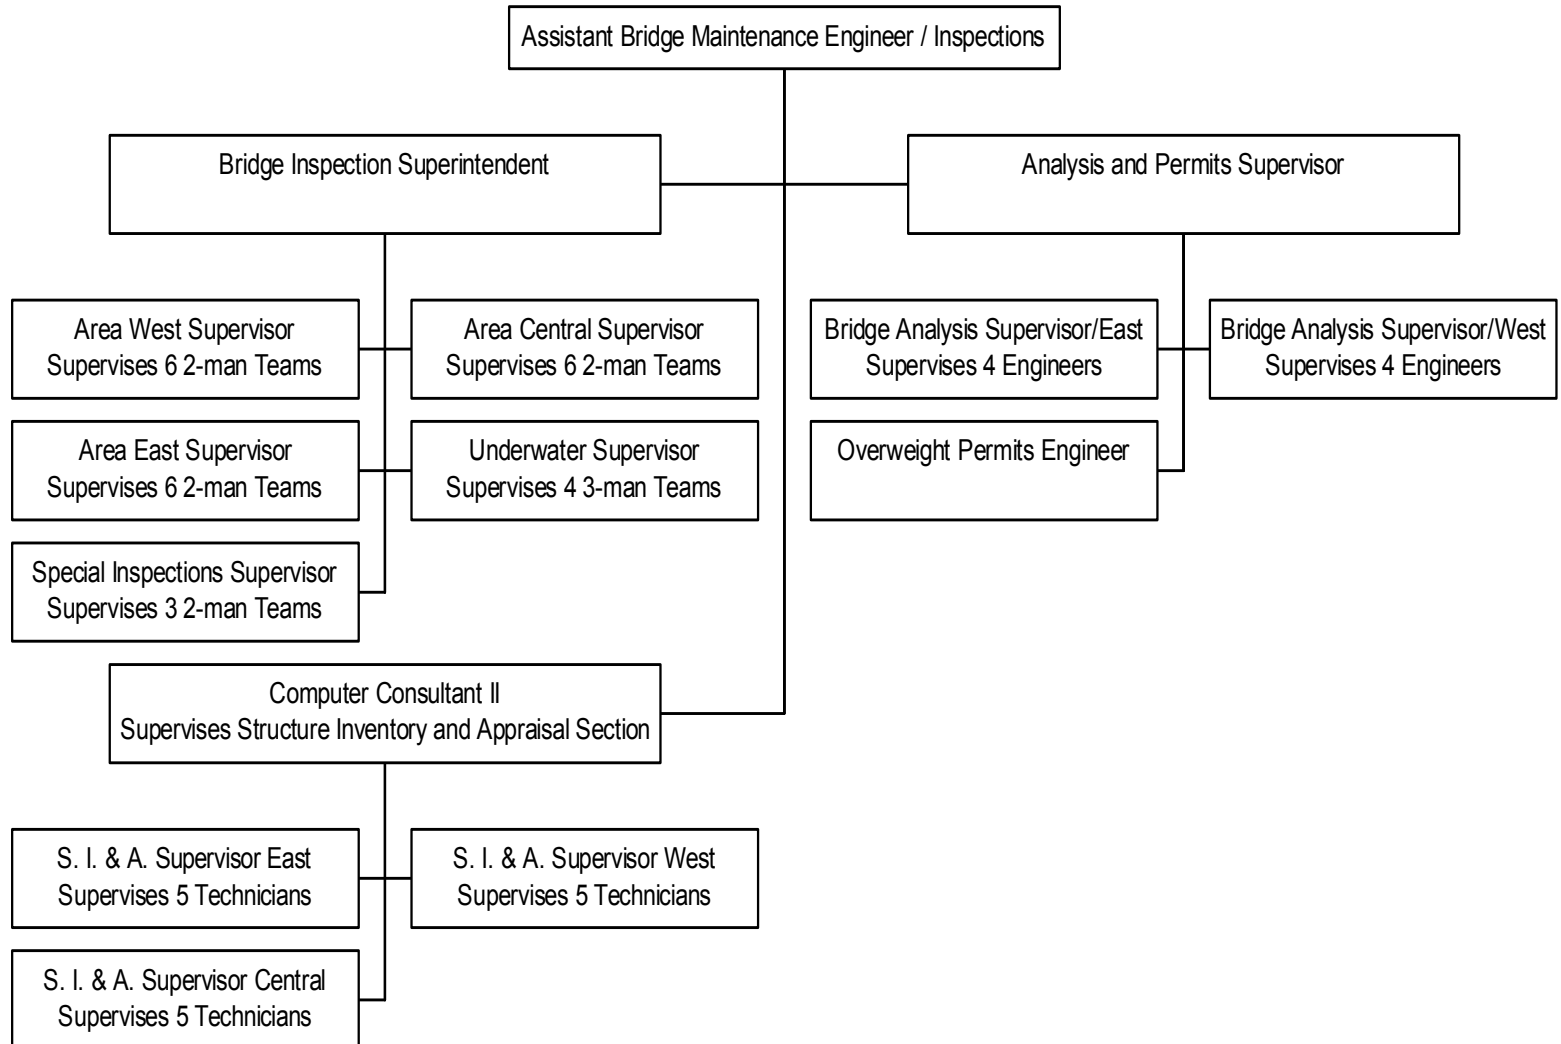 Assistant Bridge Maintenance Engineer / Inspections
Bridge Inspection Superintendent
Analysis and Permits Supervisor
Area West Supervisor
Supervises 6 2-man Teams
Area Central Supervisor
Supervises 6 2-man Teams
Bridge Analysis Supervisor/East
Supervises 4 Engineers
Bridge Analysis Supervisor/West
Supervises 4 Engineers
Area East Supervisor
Supervises 6 2-man Teams
Underwater Supervisor
Supervises 4 3-man Teams
Overweight Permits Engineer
Special Inspections Supervisor
Supervises 3 2-man Teams
Computer Consultant II
Supervises Structure Inventory and Appraisal Section
S. I. & A. Supervisor East
Supervises 5 Technicians
S. I. & A. Supervisor West
Supervises 5 Technicians
S. I. & A. Supervisor Central
Supervises 5 Technicians